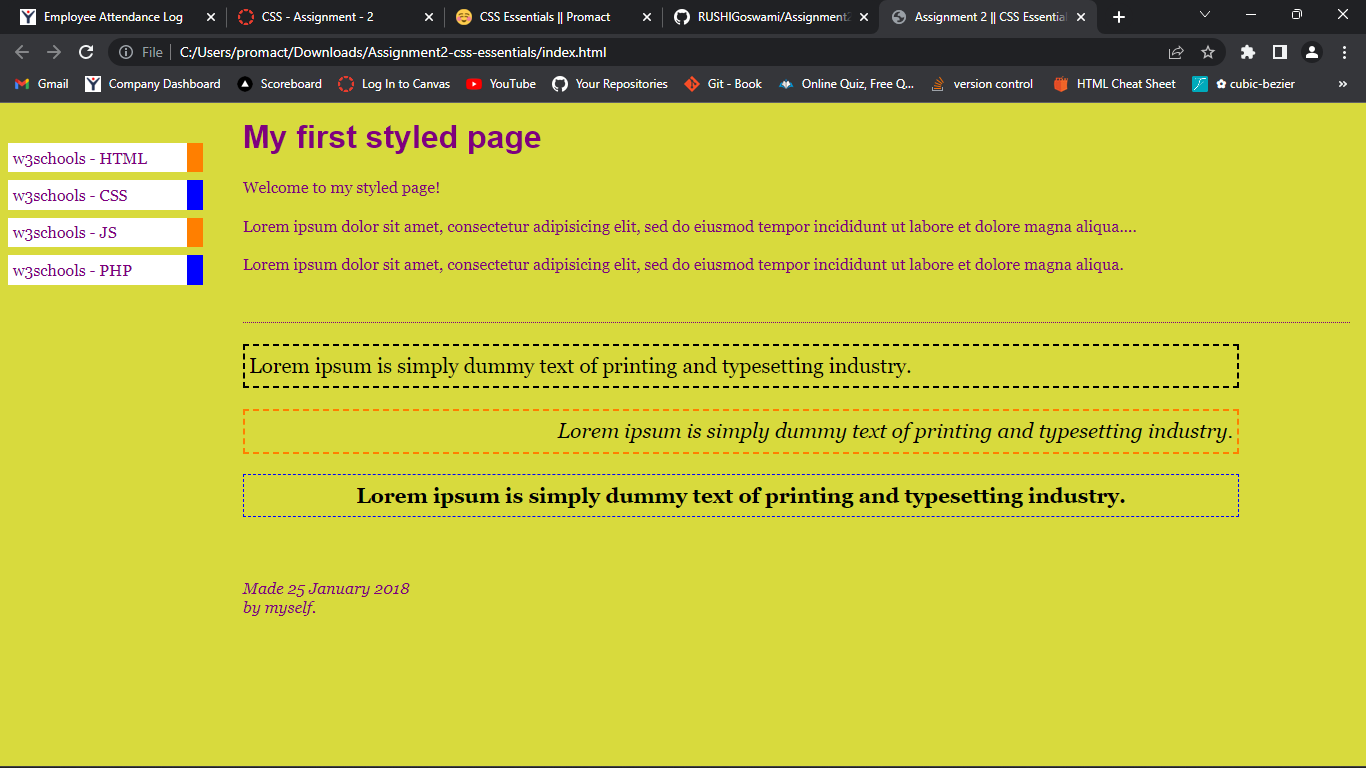 Employee Attendance Log
CSS - Assignment - 2
CSS Essentials || Promact
RUSHIGoswami/Assignment2
Assignment 2 || CSS Essential
File
C:/Users/promact/Downloads/Assignment2-css-essentials/index.html
Gmail
Company Dashboard
Scoreboard
Log In to Canvas
YouTube
Your Repositories
Git - Book
Online Quiz, Free Q...
version control
HTML Cheat Sheet
✿ cubic-bezier
»
w3schools - HTML
w3schools - CSS
w3schools - JS
w3schools - PHP
My first styled page
Welcome to my styled page!
Lorem ipsum dolor sit amet, consectetur adipisicing elit, sed do eiusmod tempor incididunt ut labore et dolore magna aliqua....
Lorem ipsum dolor sit amet, consectetur adipisicing elit, sed do eiusmod tempor incididunt ut labore et dolore magna aliqua.
Lorem ipsum is simply dummy text of printing and typesetting industry.
Lorem ipsum is simply dummy text of printing and typesetting industry.
Lorem ipsum is simply dummy text of printing and typesetting industry.
Made 25 January 2018
by myself.